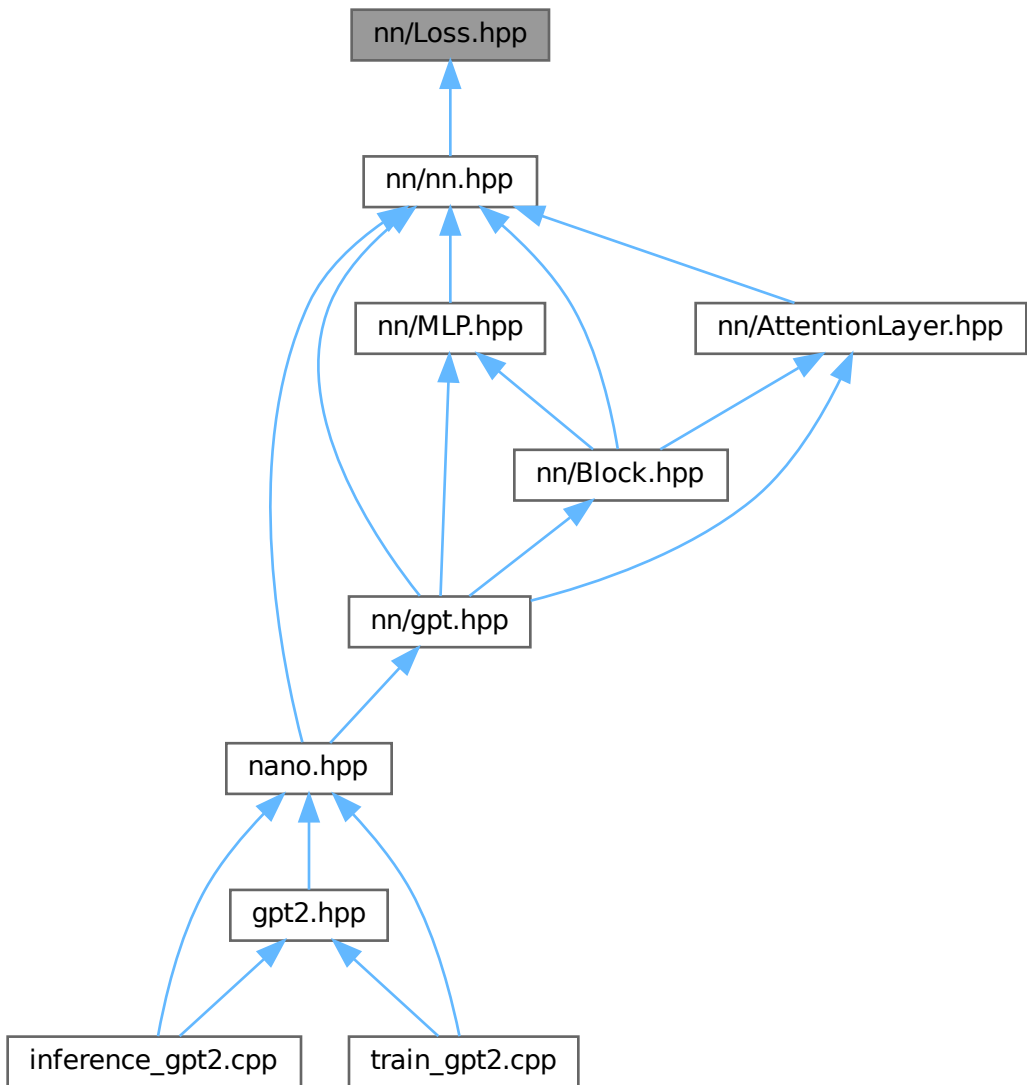 nn/Loss.hpp
nn/nn.hpp
nn/MLP.hpp
nn/AttentionLayer.hpp
nn/Block.hpp
nn/gpt.hpp
nano.hpp
gpt2.hpp
inference_gpt2.cpp
train_gpt2.cpp